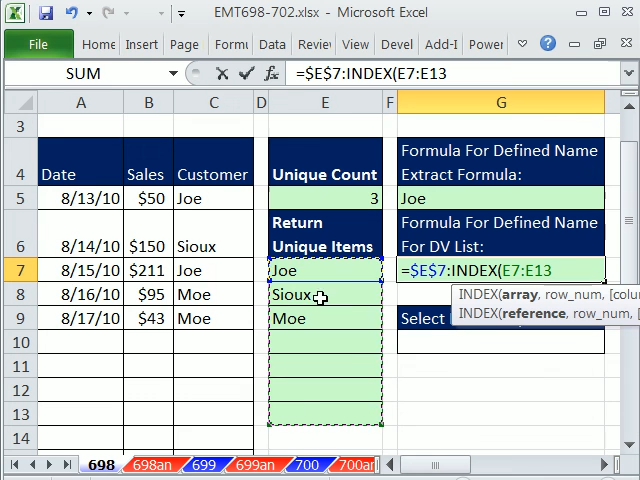 EMT698-702.xlsx - Microsoft Excel
File Home Insert Page Formu Data Reviev View Devel Add-I Power
SUM =$E$7:INDEX(E7:E13
A B C D E F G
3
4 Date Sales Customer Unique Count Formula For Defined Name
Extract Formula:
5 8/13/10 $50 Joe 3 Joe
6 8/14/10 $150 Sioux Return
Unique Items Formula For Defined Name
For DV List:
7 8/15/10 $211 Joe Joe =$E$7:INDEX(E7:E13
8 8/16/10 $95 Moe Sioux INDEX(array, row_num, [colu
INDEX(reference, row_num, [
9 8/17/10 $43 Moe Moe Select
10
11
12
13
14
698 698an 699 699an 700 700ar